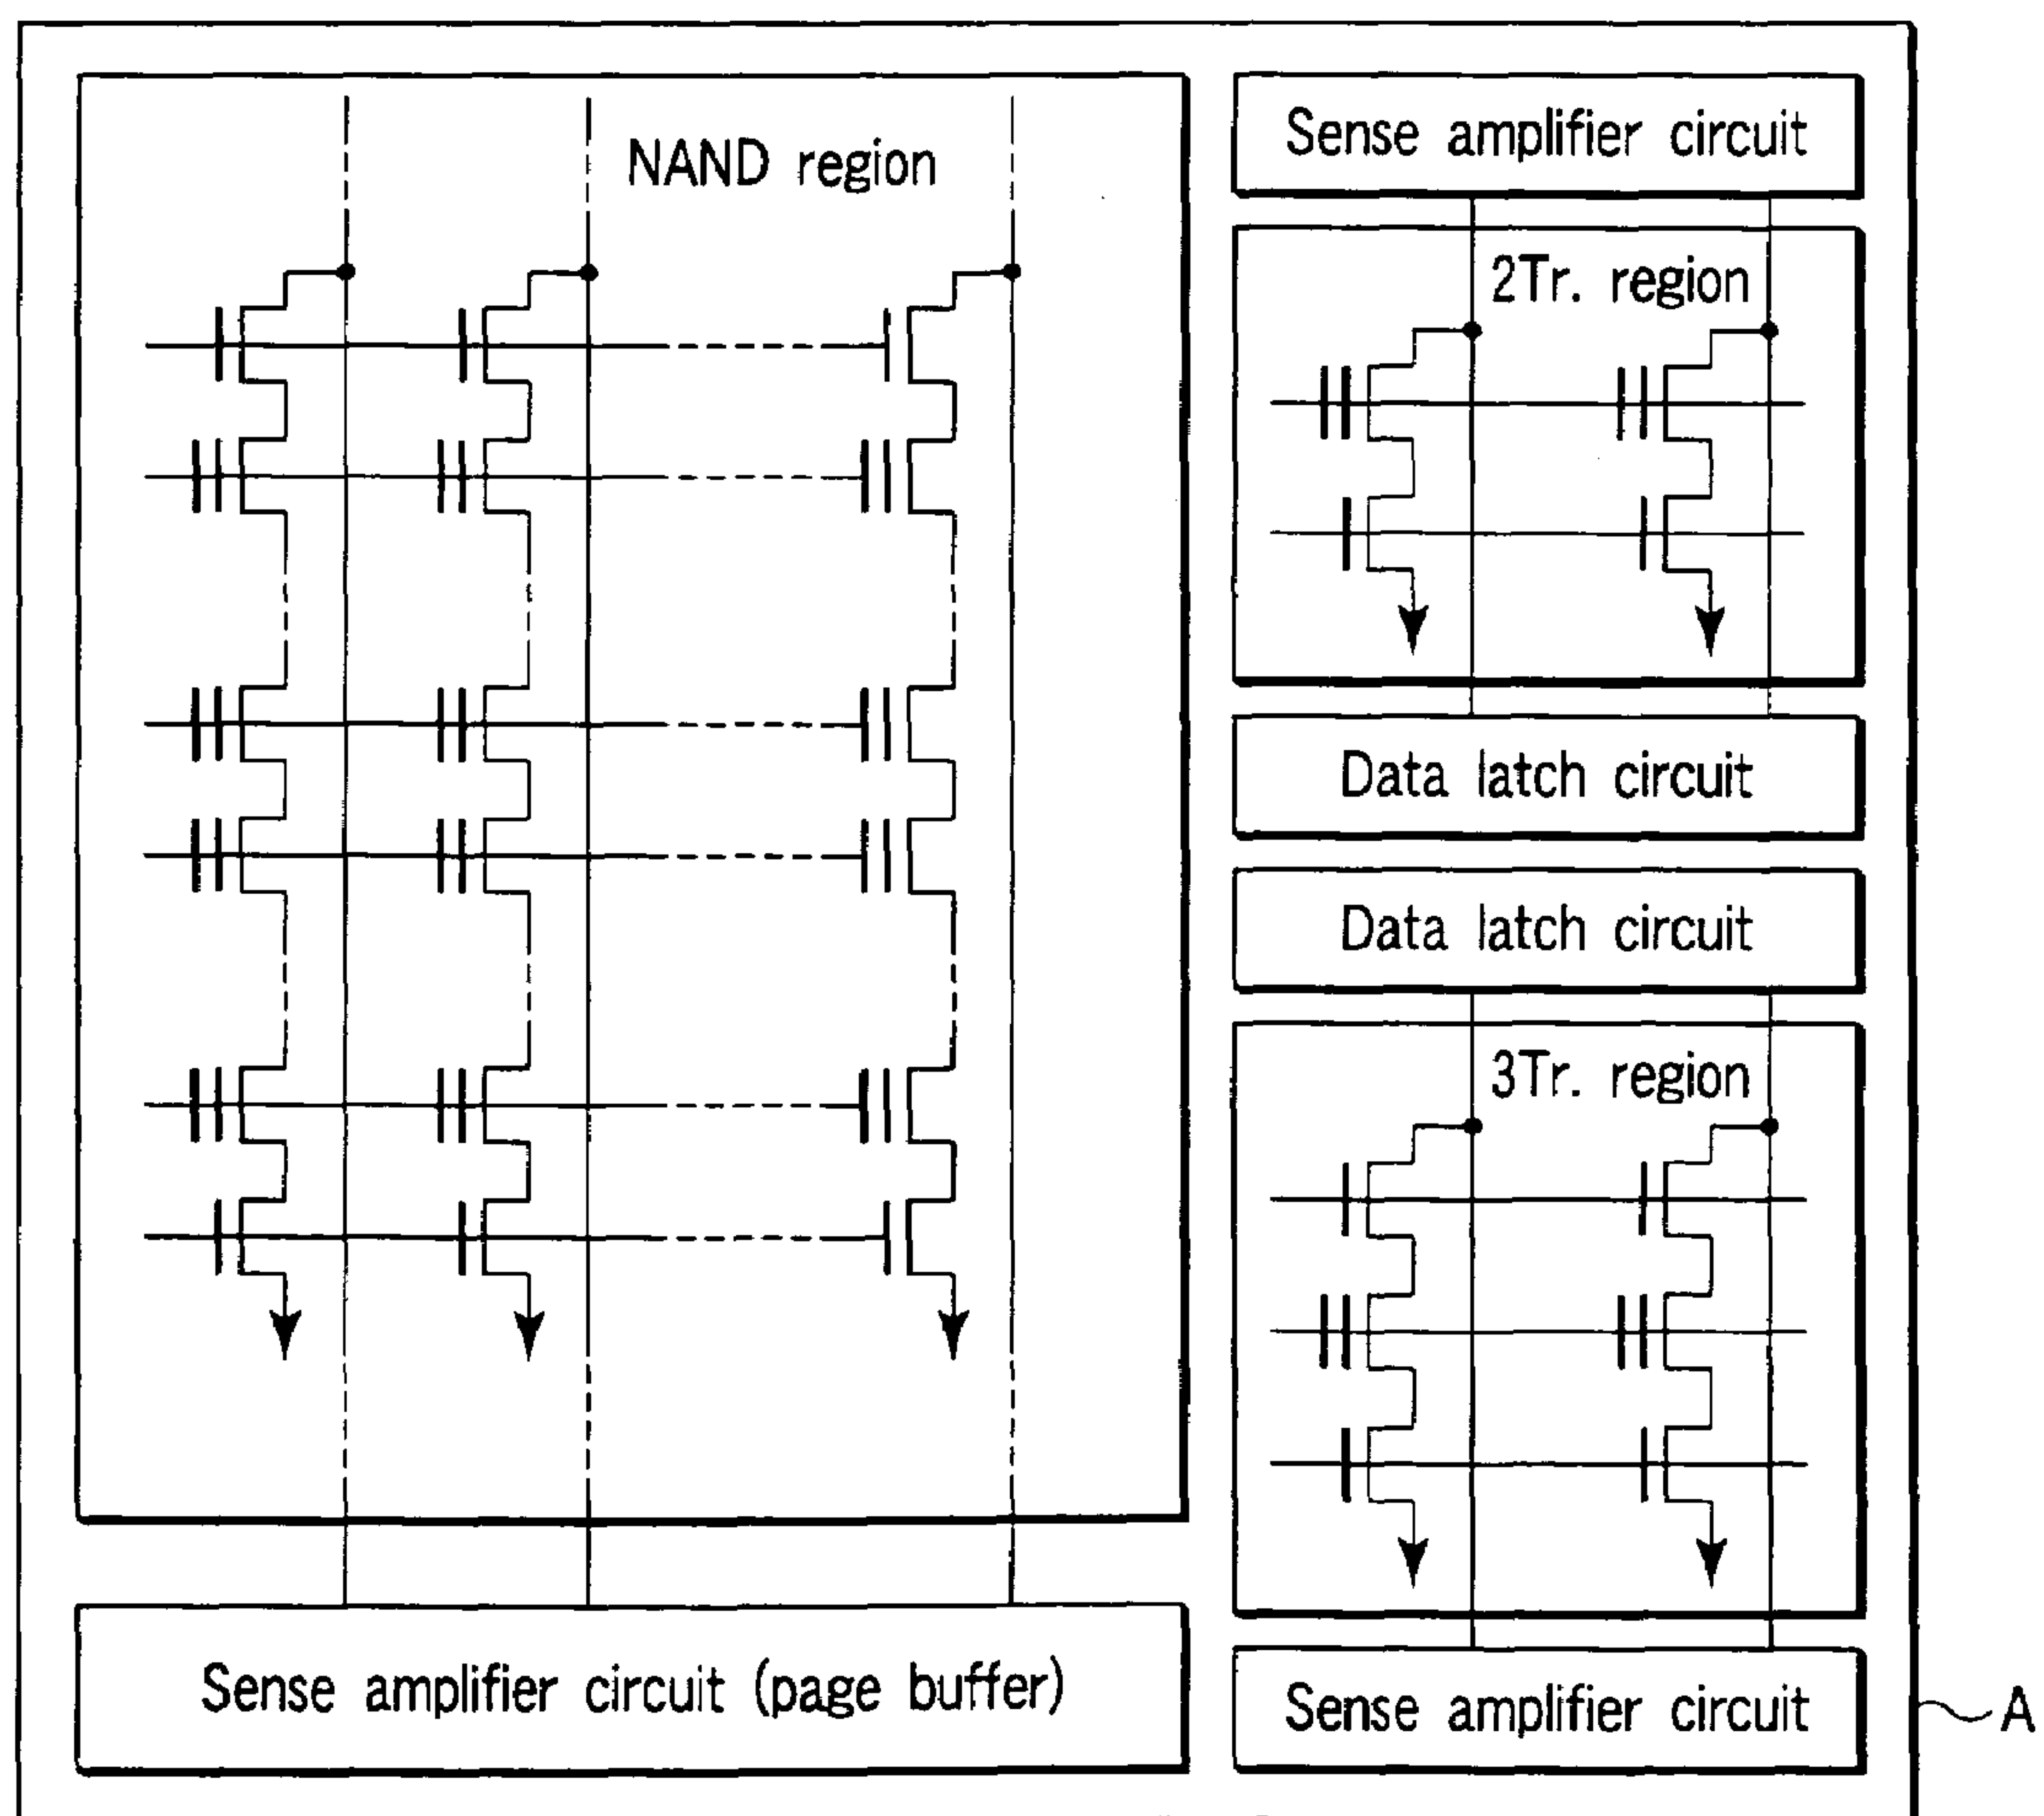 NAND region
Sense amplifier circuit (page buffer)
Sense amplifier circuit
2Tr. region
Data latch circuit
Data latch circuit
3Tr. region
Sense amplifier circuit
A